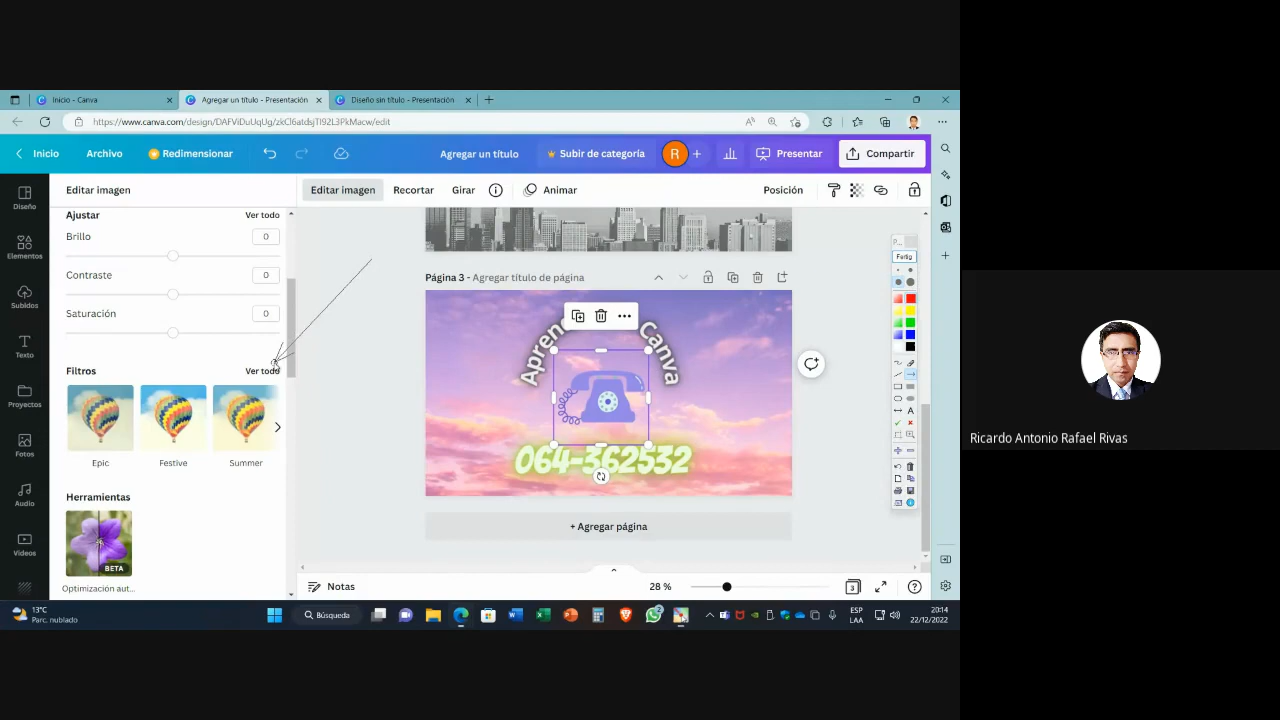 Inicio - Canva
Agregar un título - Presentación
Diseño sin título - Presentación
https://www.canva.com/design/DAFViDuUqUg/zkCl6atdsjTI92L3PkMacw/edit
Inicio
Archivo
Redimensionar
Agregar un título
Subir de categoría
R
Presentar
Compartir
Diseño
Elementos
Subidos
Texto
Proyectos
Fotos
Audio
Videos
Editar imagen
Ajustar
Ver todo
Brillo
0
Contraste
0
Saturación
0
Filtros
Ver todo
Epic
Festive
Summer
Herramientas
BETA
Optimización aut...
Editar imagen
Recortar
Girar
Animar
Posición
Página 3 - Agregar título de página
Canva
064-362532
+ Agregar página
Notas
28 %
3
P...
Fertig
Ricardo Antonio Rafael Rivas
13°C
Parc. nublado
Búsqueda
ESP
LAA
20:14
22/12/2022